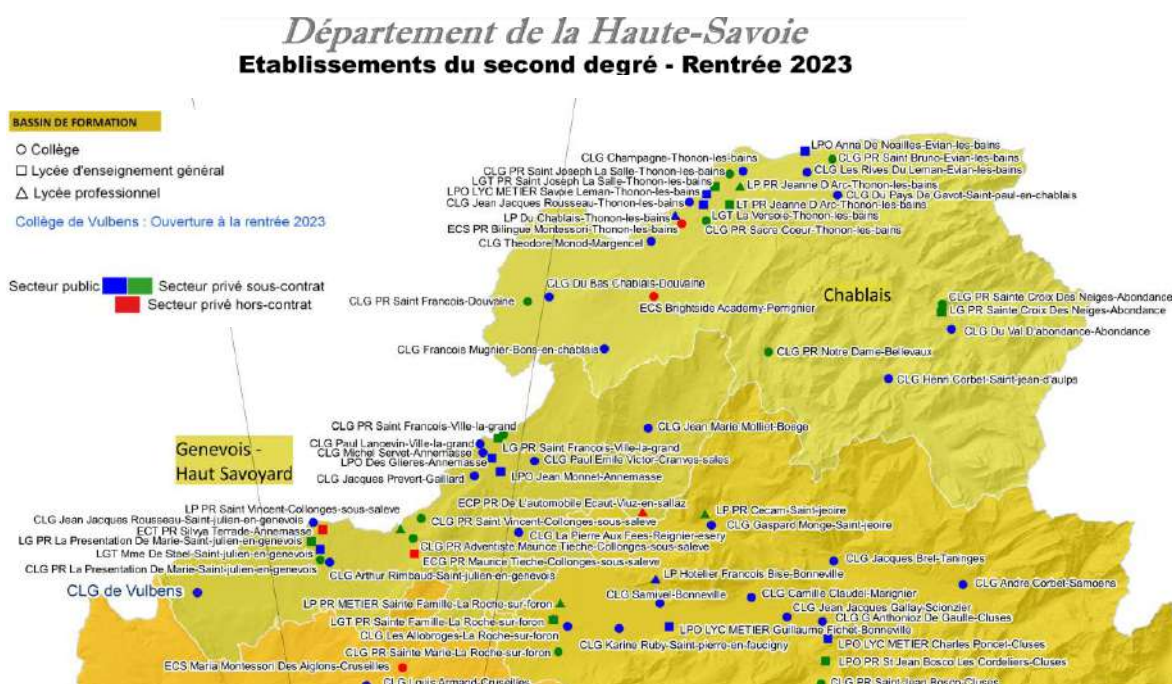 Département de la Haute-Savoie
Etablissements du second degré - Rentrée 2023
BASSIN DE FORMATION
Collège
Lycée d'enseignement général
Lycée professionnel
Collège de Vulbens : Ouverture à la rentrée 2023
Secteur public
Secteur privé sous-contrat
Secteur privé hors-contrat
LPO Anna De Noailles-Evian-les-bains
CLG Champagne-Thonon-les-bains
CLG PR Saint Bruno-Evian-les-bains
CLG PR Saint Joseph La Salle-Thonon-les-bains
CLG Les Rives Du Leman-Evian-les-bains
LGT PR Saint Joseph La Salle-Thonon-les-bains
LP PR Jeanne D'Arc-Thonon-les-bains
LPO LYC METIER Savoie Leman-Thonon-les-bains
CLG Du Pays De Gavot-Saint-paul-en-chablais
CLG Jean Jacques Rousseau-Thonon-les-bains
LT PR Jeanne D'Arc-Thonon-les-bains
LP Du Chablais-Thonon-les-bains
LGT La Versoie-Thonon-les-bains
ECS PR Bilingue Montessori-Thonon-les-bains
CLG PR Sacre Coeur-Thonon-les-bains
CLG Theodore Monod-Margencel
CLG Du Bas Chablais-Douvaine
CLG PR Saint Francois-Douvaine
ECS Brightside Academy-Perrignier
Chablais
CLG PR Sainte Croix Des Neiges-Abondance
LG PR Sainte Croix Des Neiges-Abondance
CLG Du Val D'abondance-Abondance
CLG Francois Mugnier-Bons-en-chablais
CLG PR Notre Dame-Bellevaux
CLG Henri Corbet-Saint-jean-d'aulps
CLG PR Saint Francois-Ville-la-grand
CLG Jean Marie Molliet-Boege
Genevois -
Haut Savoyard
CLG Paul Langevin-Ville-la-grand
LG PR Saint Francois-Ville-la-grand
CLG Michel Servet-Annemasse
LPO Des Glieres-Annemasse
CLG Paul Emile Victor-Cranves-sales
CLG Jacques Prevert-Gaillard
LPO Jean Monnet-Annemasse
ECP PR De L'automobile Ecaut-Viuz-en-sallaz
LP PR Saint Vincent-Collonges-sous-saleve
LP PR Cecam-Saint-jeoire
CLG Jean Jacques Rousseau-Saint-julien-en-genevois
CLG PR Saint Vincent-Collonges-sous-saleve
CLG Gaspard Monge-Saint-jeoire
ECT PR Silvya Terrade-Annemasse
CLG La Pierre Aux Fees-Reignier-esery
LG PR La Presentation De Marie-Saint-julien-en-genevois
CLG PR Adventiste Maurice Tieche-Collonges-sous-saleve
LGT Mme De Stael-Saint-julien-en-genevois
ECG PR Maurice Tieche-Collonges-sous-saleve
CLG Jacques Brel-Taninges
CLG PR La Presentation De Marie-Saint-julien-en-genevois
CLG Arthur Rimbaud-Saint-julien-en-genevois
LP Hotelier Francois Bise-Bonneville
CLG Andre Corbet-Samoens
CLG de Vulbens
CLG Samivel-Bonneville
CLG Camille Claudel-Marignier
LP PR METIER Sainte Famille-La Roche-sur-foron
CLG Jean Jacques Gallay-Scionzier
LGT PR Sainte Famille-La Roche-sur-foron
CLG G Anthonioz De Gaulle-Cluses
LPO LYC METIER Guillaume Fichet-Bonneville
CLG Les Allobroges-La Roche-sur-foron
CLG Karine Ruby-Saint-pierre-en-faucigny
LPO LYC METIER Charles Poncet-Cluses
CLG PR Sainte Marie-La Roche-sur-foron
LPO PR St Jean Bosco Les Cordeliers-Cluses
ECS Maria Montessori Des Aiglons-Cruseilles
CLG Louis Armand-Cruseilles
CLG PR Saint-Jean Bosco-Cluses